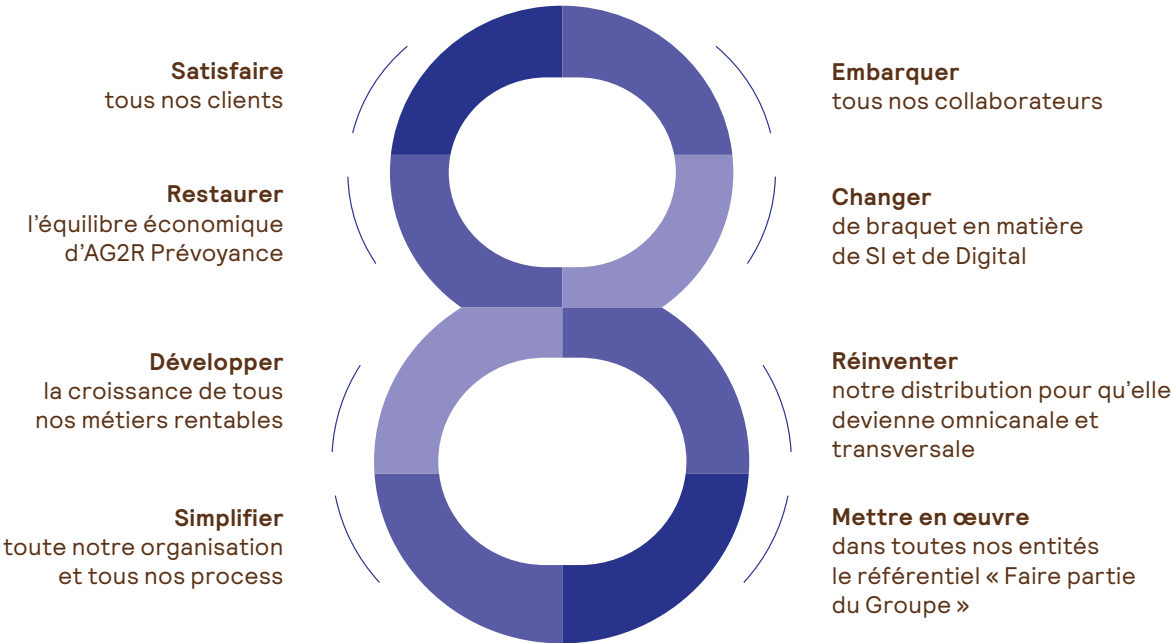 Satisfaire
tous nos clients
Restaurer
l'équilibre économique
d'AG2R Prévoyance
Développer
la croissance de tous
nos métiers rentables
Simplifier
toute notre organisation
et tous nos process
Embarquer
tous nos collaborateurs
Changer
de braquet en matière
de SI et de Digital
Réinventer
notre distribution pour qu'elle
devienne omnicanale et
transversale
Mettre en œuvre
dans toutes nos entités
le référentiel « Faire partie
du Groupe »